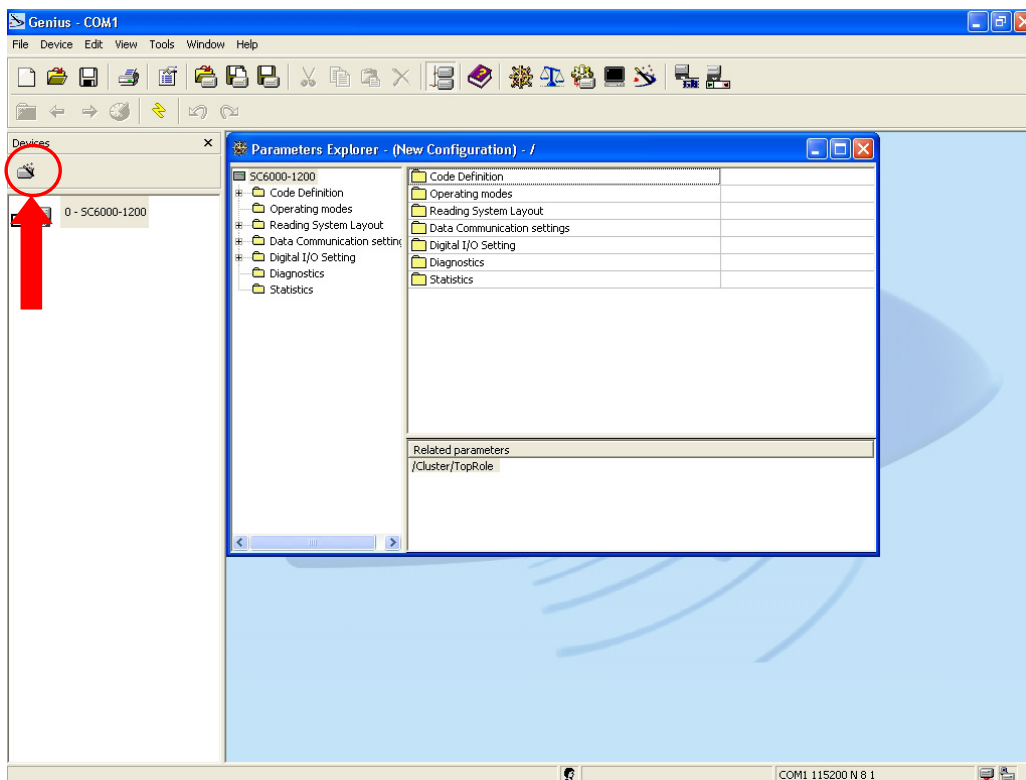 Genius - COM1
File Device Edit View Tools Window Help
Devices
0 - SC6000-1200
Parameters Explorer - (New Configuration) - /
SC6000-1200
Code Definition
Operating modes
Reading System Layout
Data Communication setting
Digital I/O Setting
Diagnostics
Statistics
Code Definition
Operating modes
Reading System Layout
Data Communication settings
Digital I/O Setting
Diagnostics
Statistics
Related parameters
/Cluster/TopRole
COM1 115200 N 8 1